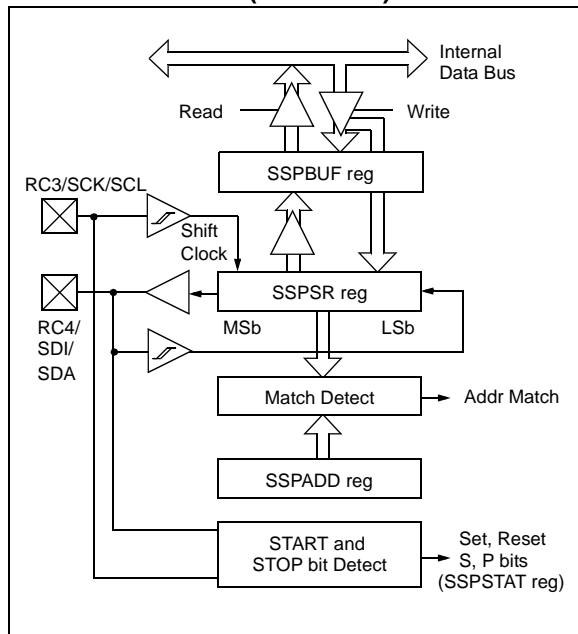 Internal
Data Bus
Read
Write
SSPBUF reg
RC3/SCK/SCL
Shift
Clock
SSPSR reg
MSb
LSb
RC4/
SDI/
SDA
Match Detect
Addr Match
SSPADD reg
START and
STOP bit Detect
Set, Reset
S, P bits
(SSPSTAT reg)